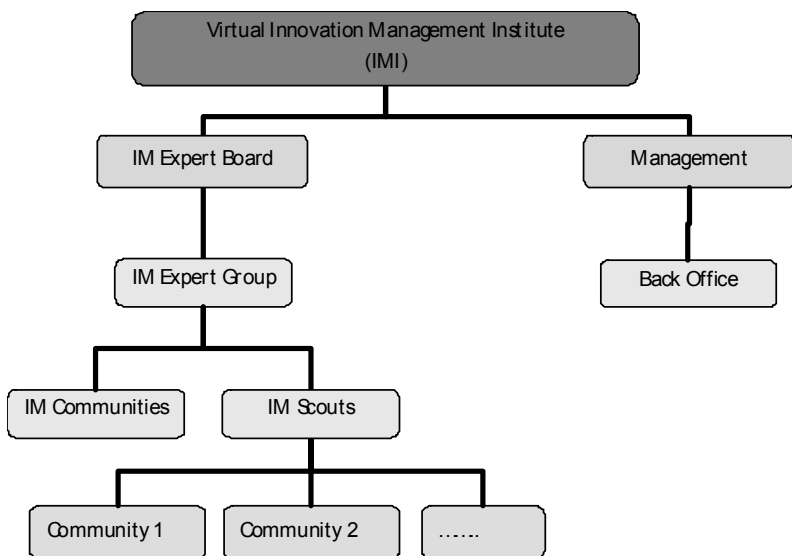 Virtual Innovation Management Institute
(IMI)
IM Expert Board
Management
IM Expert Group
Back Office
IM Communities
IM Scouts
Community 1
Community 2
.......